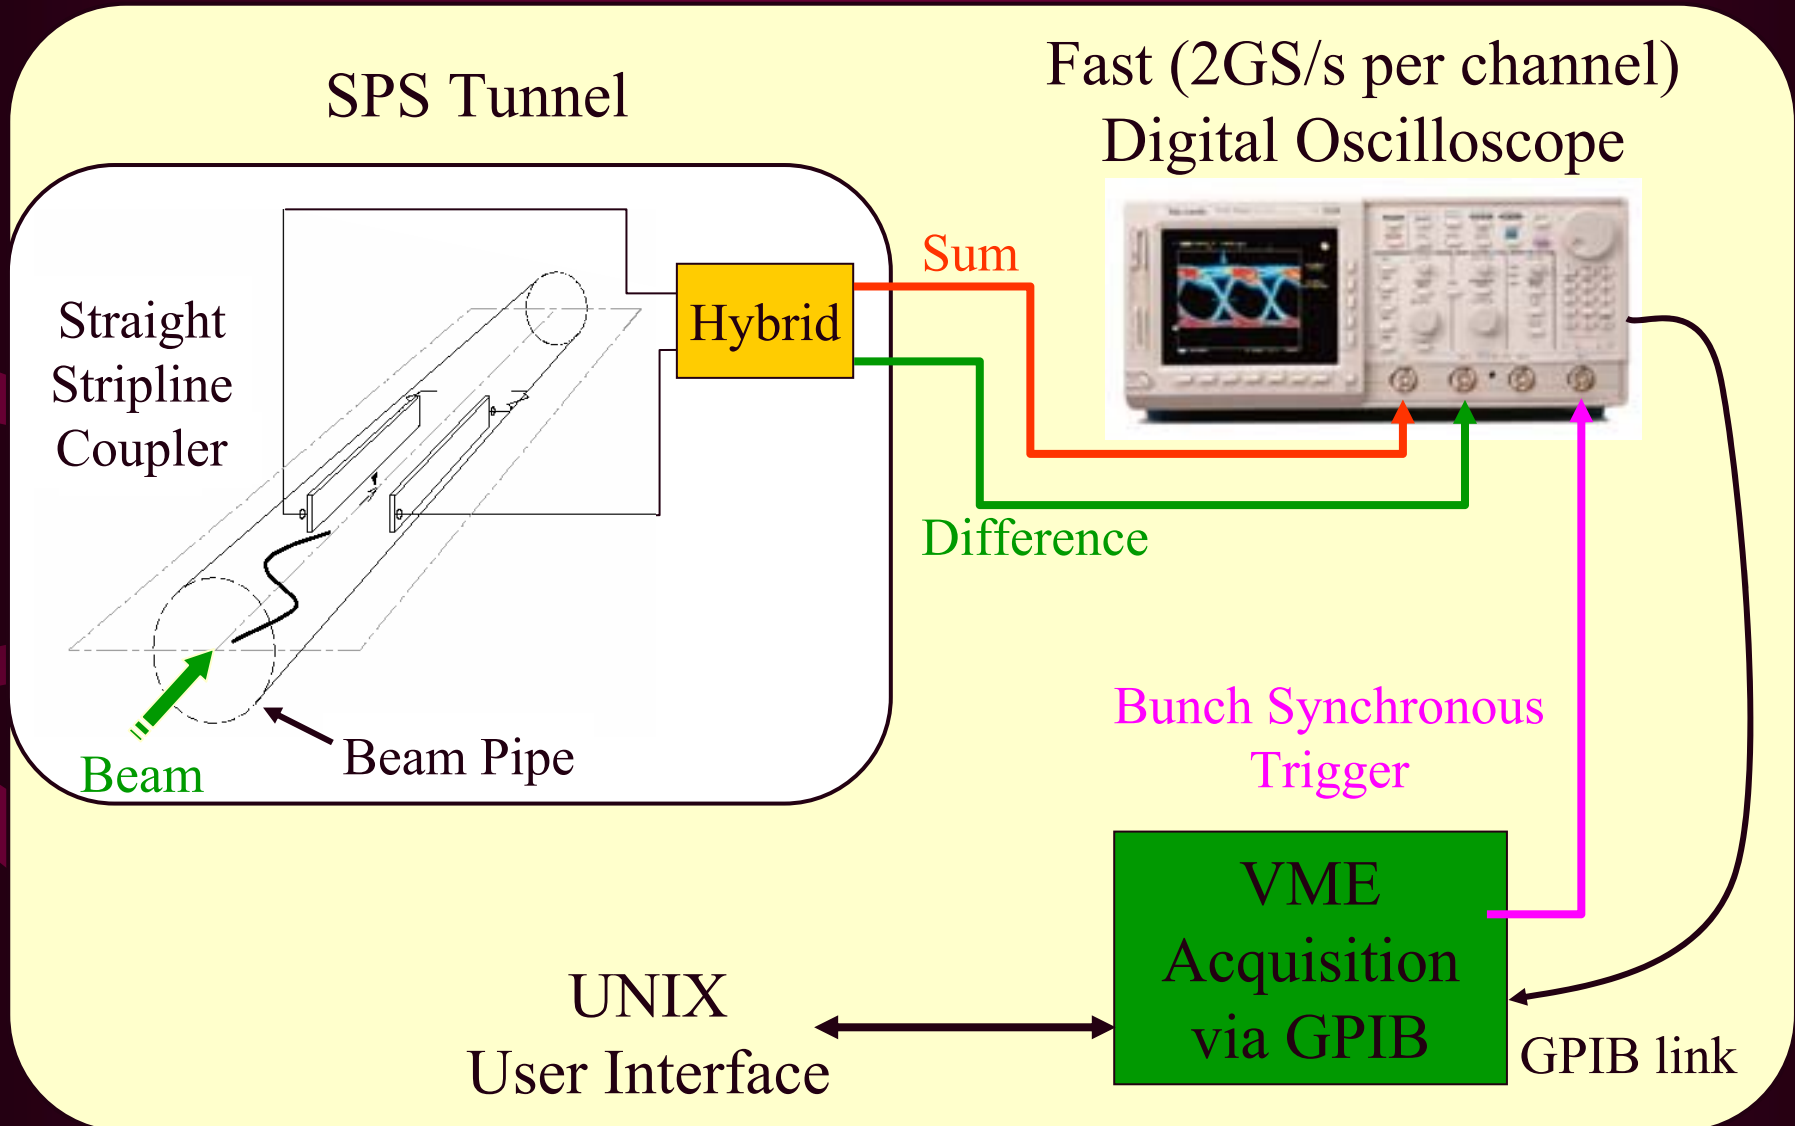 SPS Tunnel
Fast (2GS/s per channel)
Digital Oscilloscope
Straight
Stripline
Coupler
Hybrid
Sum
Difference
Beam
Beam Pipe
Bunch Synchronous
Trigger
VME
Acquisition
via GPIB
GPIB link
UNIX
User Interface